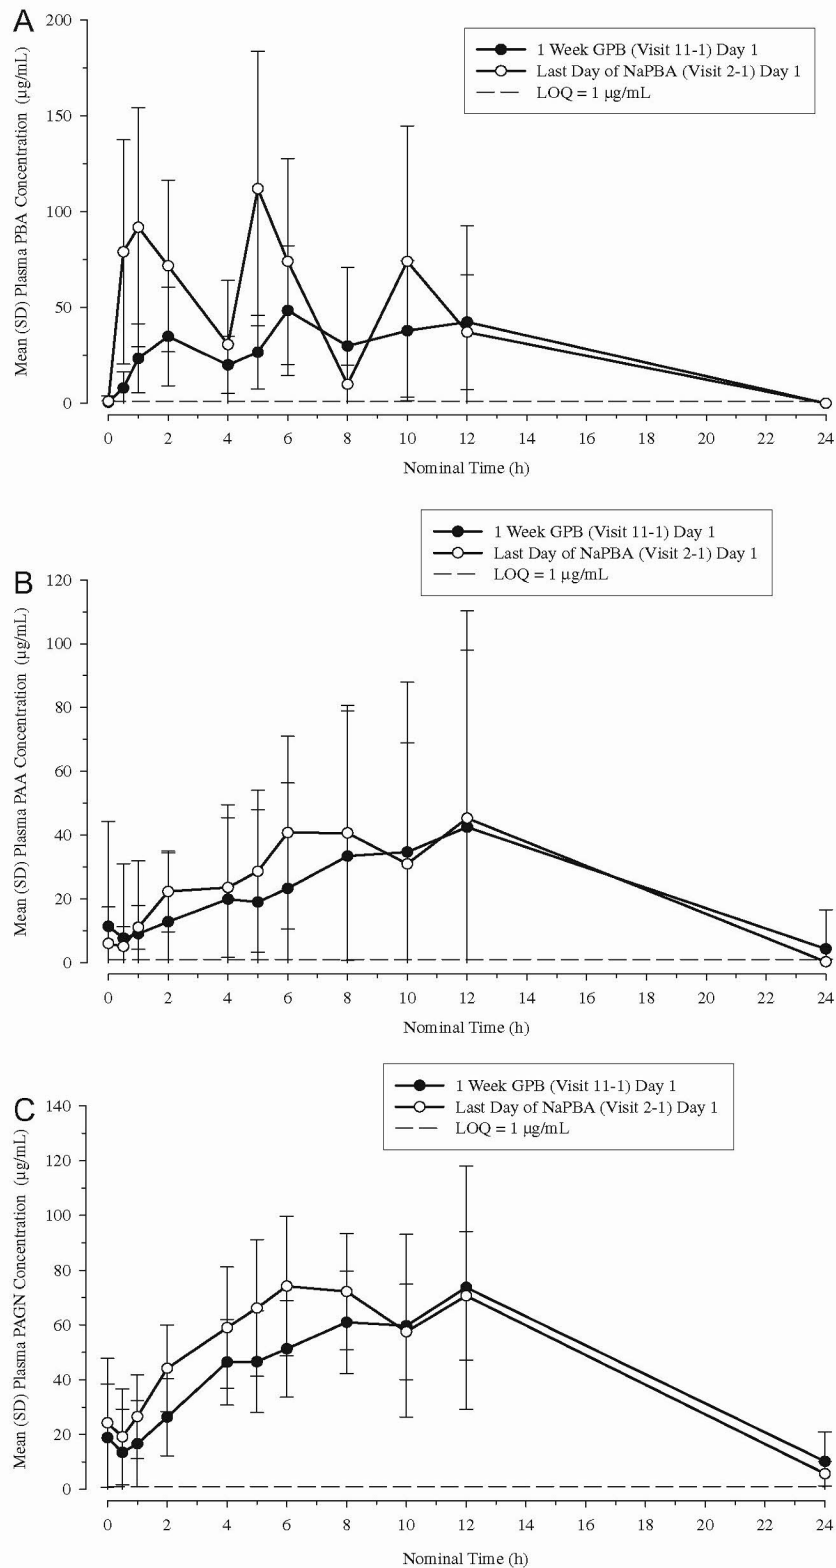 A
Mean (SD) Plasma PBA Concentration (µg/mL)
200
150
100
50
0
1 Week GPB (Visit 11-1) Day 1
Last Day of NaPBA (Visit 2-1) Day 1
LOQ = 1 µg/mL
0 2 4 6 8 10 12 14 16 18 20 22 24
Nominal Time (h)
B
Mean (SD) Plasma PAA Concentration (µg/mL)
1 Week GPB (Visit 11-1) Day 1
Last Day of NaPBA (Visit 2-1) Day 1
LOQ = 1 µg/mL
120
100
80
60
40
20
0
0 2 4 6 8 10 12 14 16 18 20 22 24
Nominal Time (h)
C
Mean (SD) Plasma PAGN Concentration (µg/mL)
1 Week GPB (Visit 11-1) Day 1
Last Day of NaPBA (Visit 2-1) Day 1
LOQ = 1 µg/mL
140
120
100
80
60
40
20
0
0 2 4 6 8 10 12 14 16 18 20 22 24
Nominal Time (h)